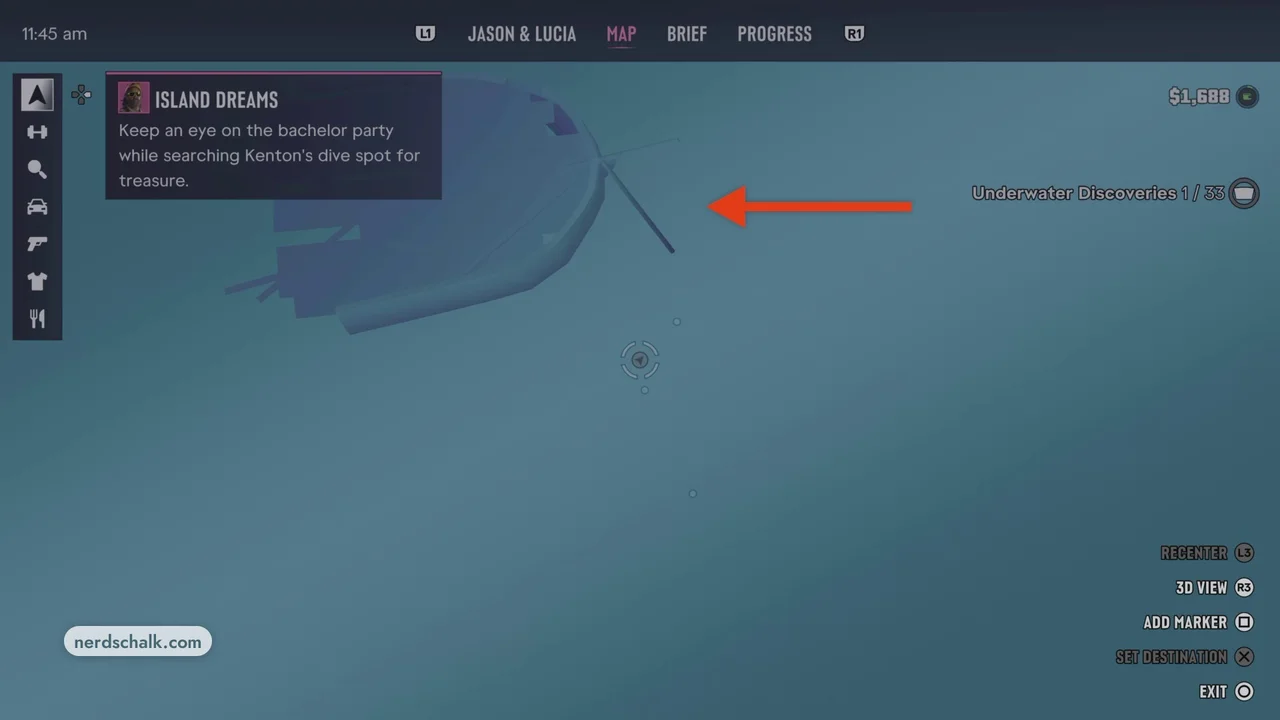 11:45 am
L1
JASON & LUCIA
MAP
BRIEF
PROGRESS
R1
ISLAND DREAMS
Keep an eye on the bachelor party
while searching Kenton's dive spot for
treasure.
$1,688
Underwater Discoveries 1 / 33
RECENTER L3
3D VIEW R3
ADD MARKER
SET DESTINATION
EXIT
nerdschalk.com